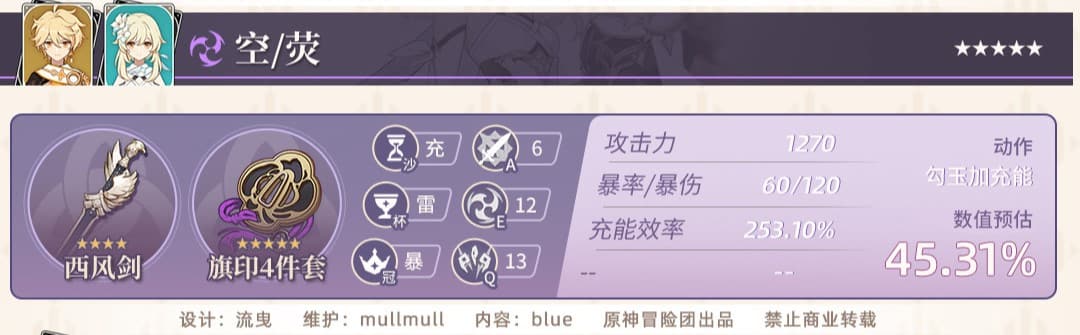 空/荧
★★★★★
充
沙
6
A
雷
杯
12
E
暴
冠
13
Q
★★★★
西风剑
★★★★★
旗印4件套
攻击力 1270
暴率/暴伤 60/120
充能效率 253.10%
-- --
动作
勾玉加充能
数值预估
45.31%
设计：流曳 维护：mullmull 内容：blue 原神冒险团出品 禁止商业转载